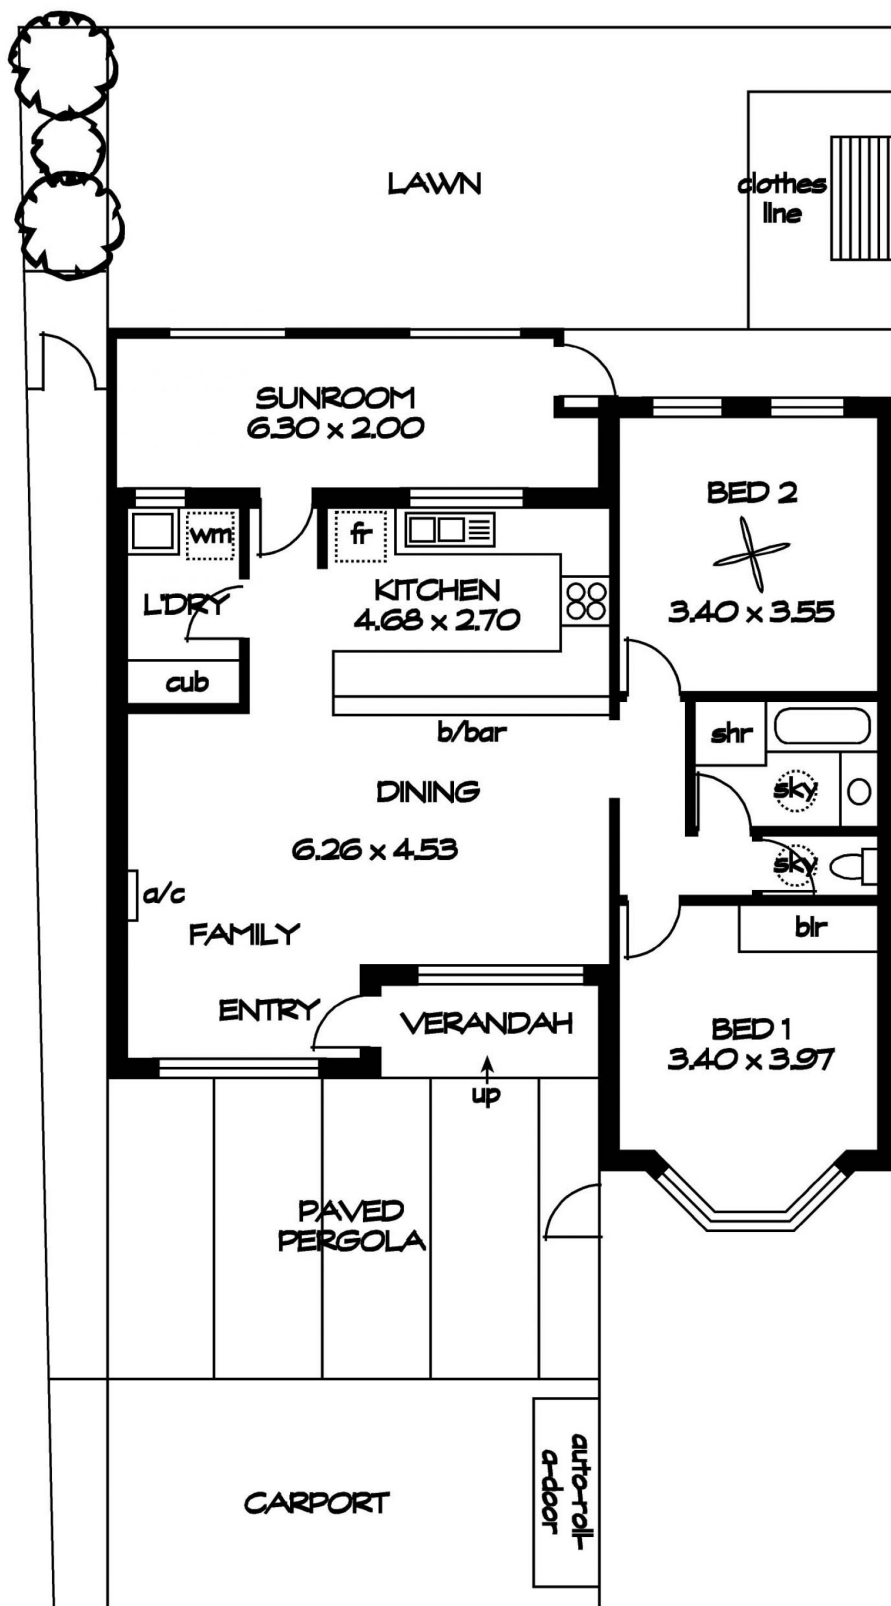 LAWN
clothes
line
SUNROOM
6.30 x 2.00
BED 2
3.40 x 3.55
wm
fr
L'DRY
KITCHEN
4.68 x 2.70
cub
b/bar
shr
sky
DINING
6.26 x 4.53
sky
a/c
FAMILY
blr
ENTRY
VERANDAH
BED 1
3.40 x 3.97
up
PAVED
PERGOLA
CARPORT
auto-roll-
a-door